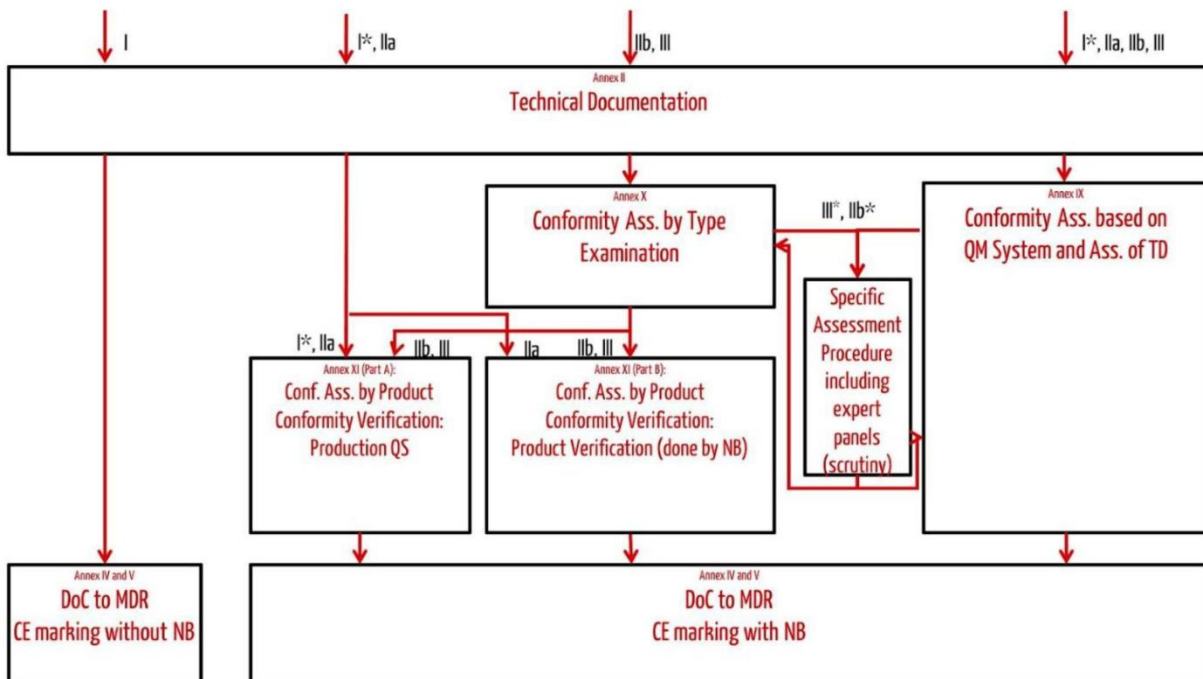 I
I*, IIa
IIb, III
I*, IIa, IIb, III
Annex II
Technical Documentation
Annex X
Conformity Ass. by Type
Examination
III*, IIb*
Annex IX
Conformity Ass. based on
QM System and Ass. of TD
Specific
Assessment
Procedure
including
expert
panels
(scrutiny)
I*, IIa
IIb, III
IIa
IIb, III
Annex XI (Part A):
Conf. Ass. by Product
Conformity Verification:
Production QS
Annex XI (Part B):
Conf. Ass. by Product
Conformity Verification:
Product Verification (done by NB)
Annex IV and V
DoC to MDR
CE marking without NB
Annex IV and V
DoC to MDR
CE marking with NB